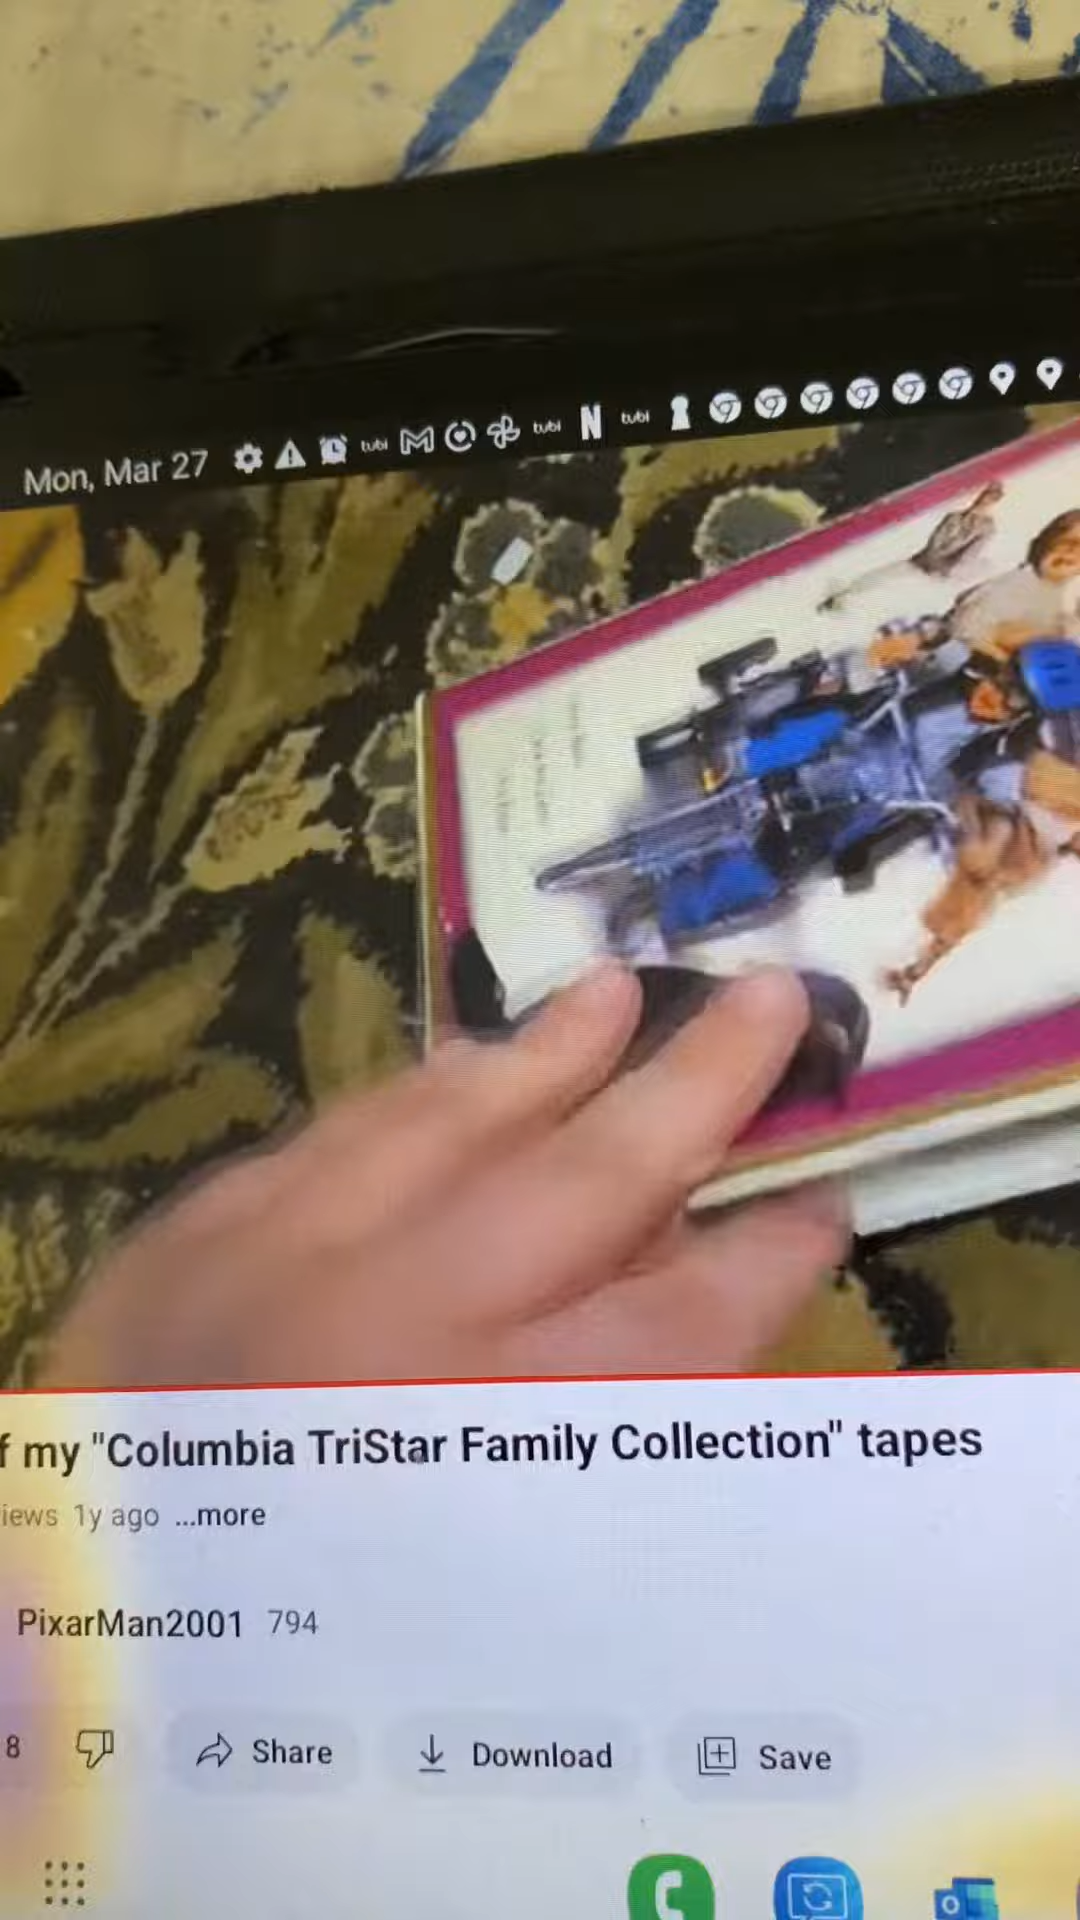 Mon, Mar 27
tubi M tubi N tubi
f my "Columbia TriStar Family Collection" tapes
iews 1y ago ...more
PixarMan2001 794
8 Share Download Save